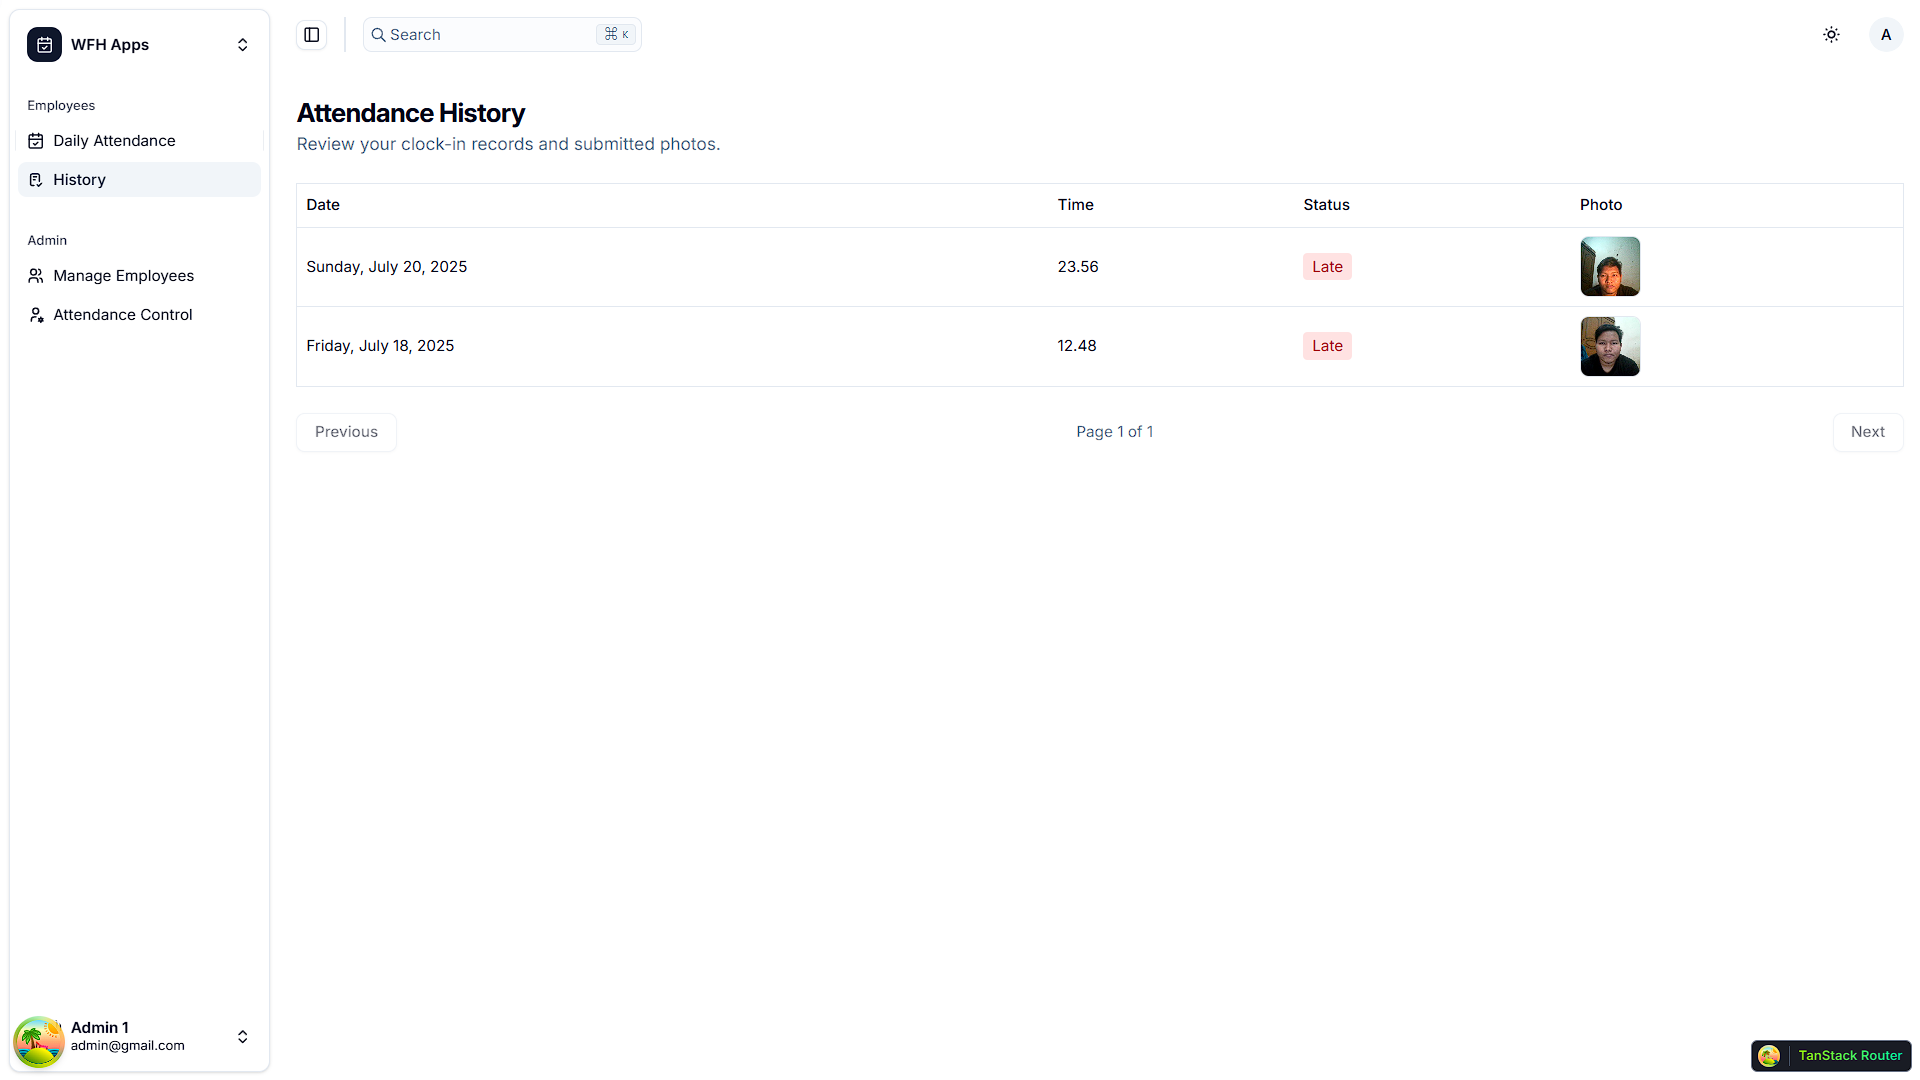 WFH Apps
Employees
Daily Attendance
History
Admin
Manage Employees
Attendance Control
Admin 1
admin@gmail.com
Search ⌘ K
A
Attendance History
Review your clock-in records and submitted photos.
Date Time Status Photo
Sunday, July 20, 2025 23.56 Late
Friday, July 18, 2025 12.48 Late
Previous Page 1 of 1 Next
TanStack Router